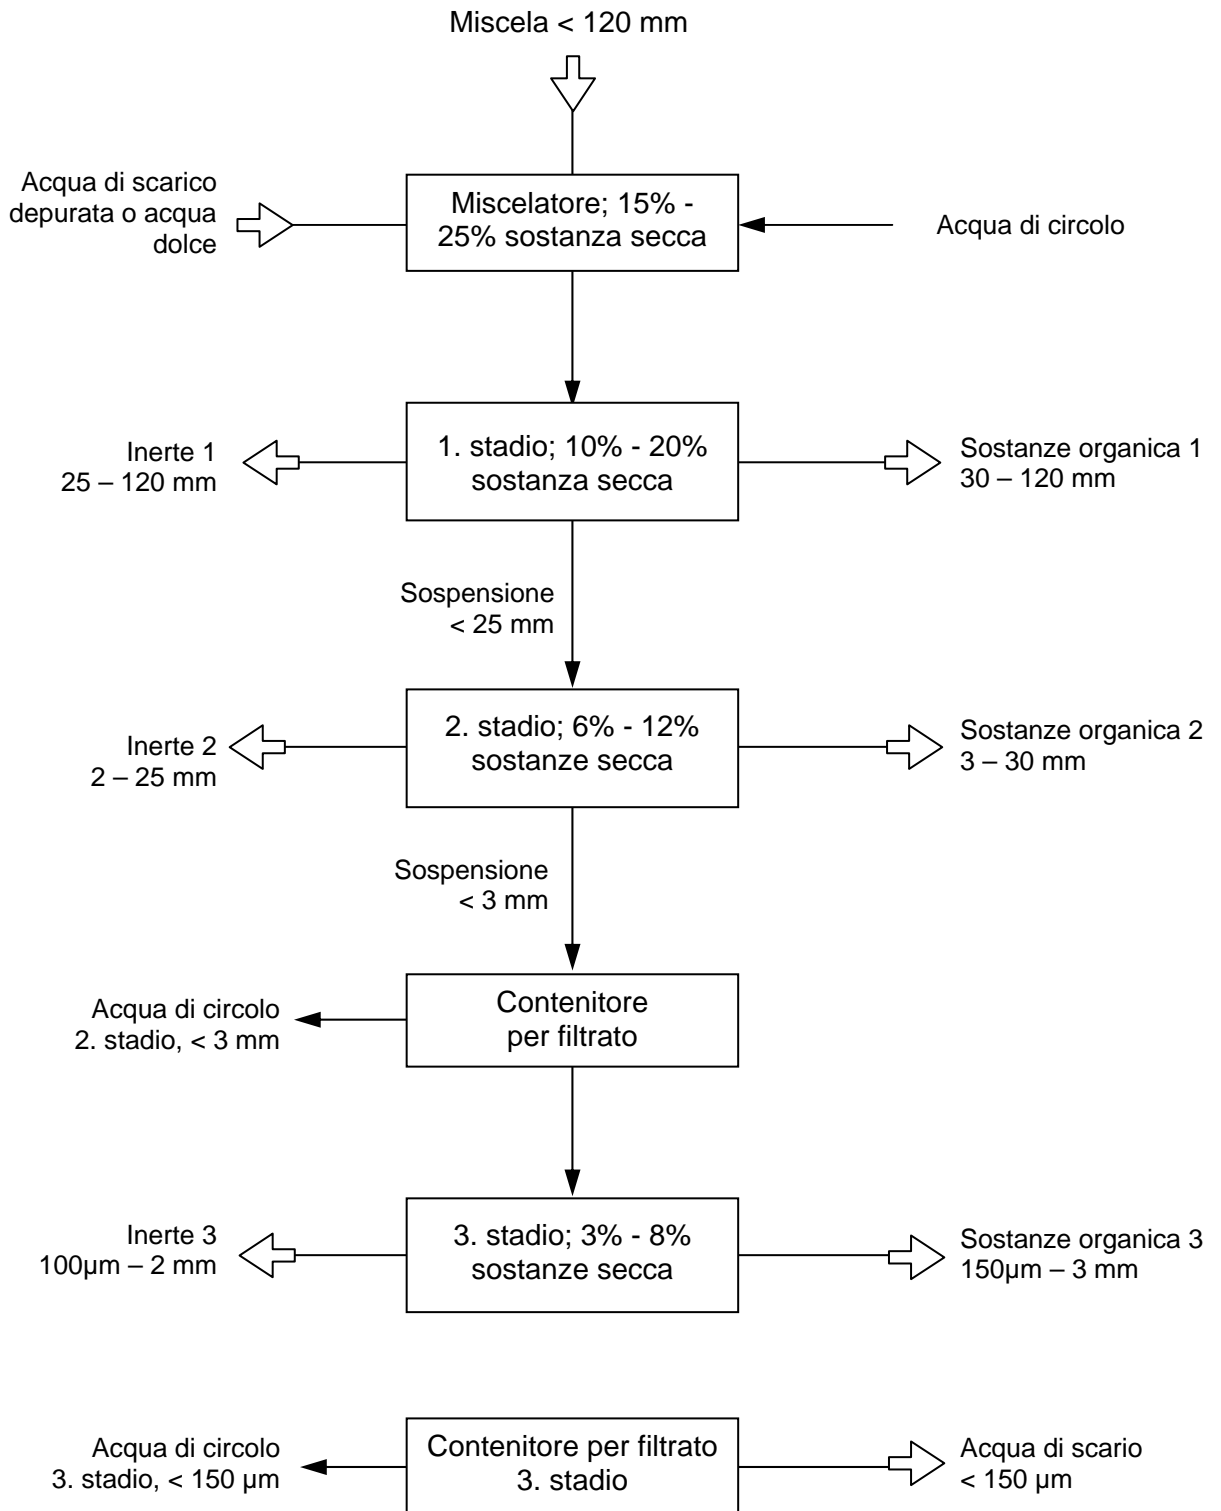 Miscela < 120 mm
Acqua di scarico
depurata o acqua
dolce
Miscelatore; 15% -
25% sostanza secca
Acqua di circolo
Inerte 1
25 – 120 mm
1. stadio; 10% - 20%
sostanza secca
Sostanze organica 1
30 – 120 mm
Sospensione
< 25 mm
Inerte 2
2 – 25 mm
2. stadio; 6% - 12%
sostanze secca
Sostanze organica 2
3 – 30 mm
Sospensione
< 3 mm
Acqua di circolo
2. stadio, < 3 mm
Contenitore
per filtrato
Inerte 3
100µm – 2 mm
3. stadio; 3% - 8%
sostanze secca
Sostanze organica 3
150µm – 3 mm
Acqua di circolo
3. stadio, < 150 µm
Contenitore per filtrato
3. stadio
Acqua di scario
< 150 µm